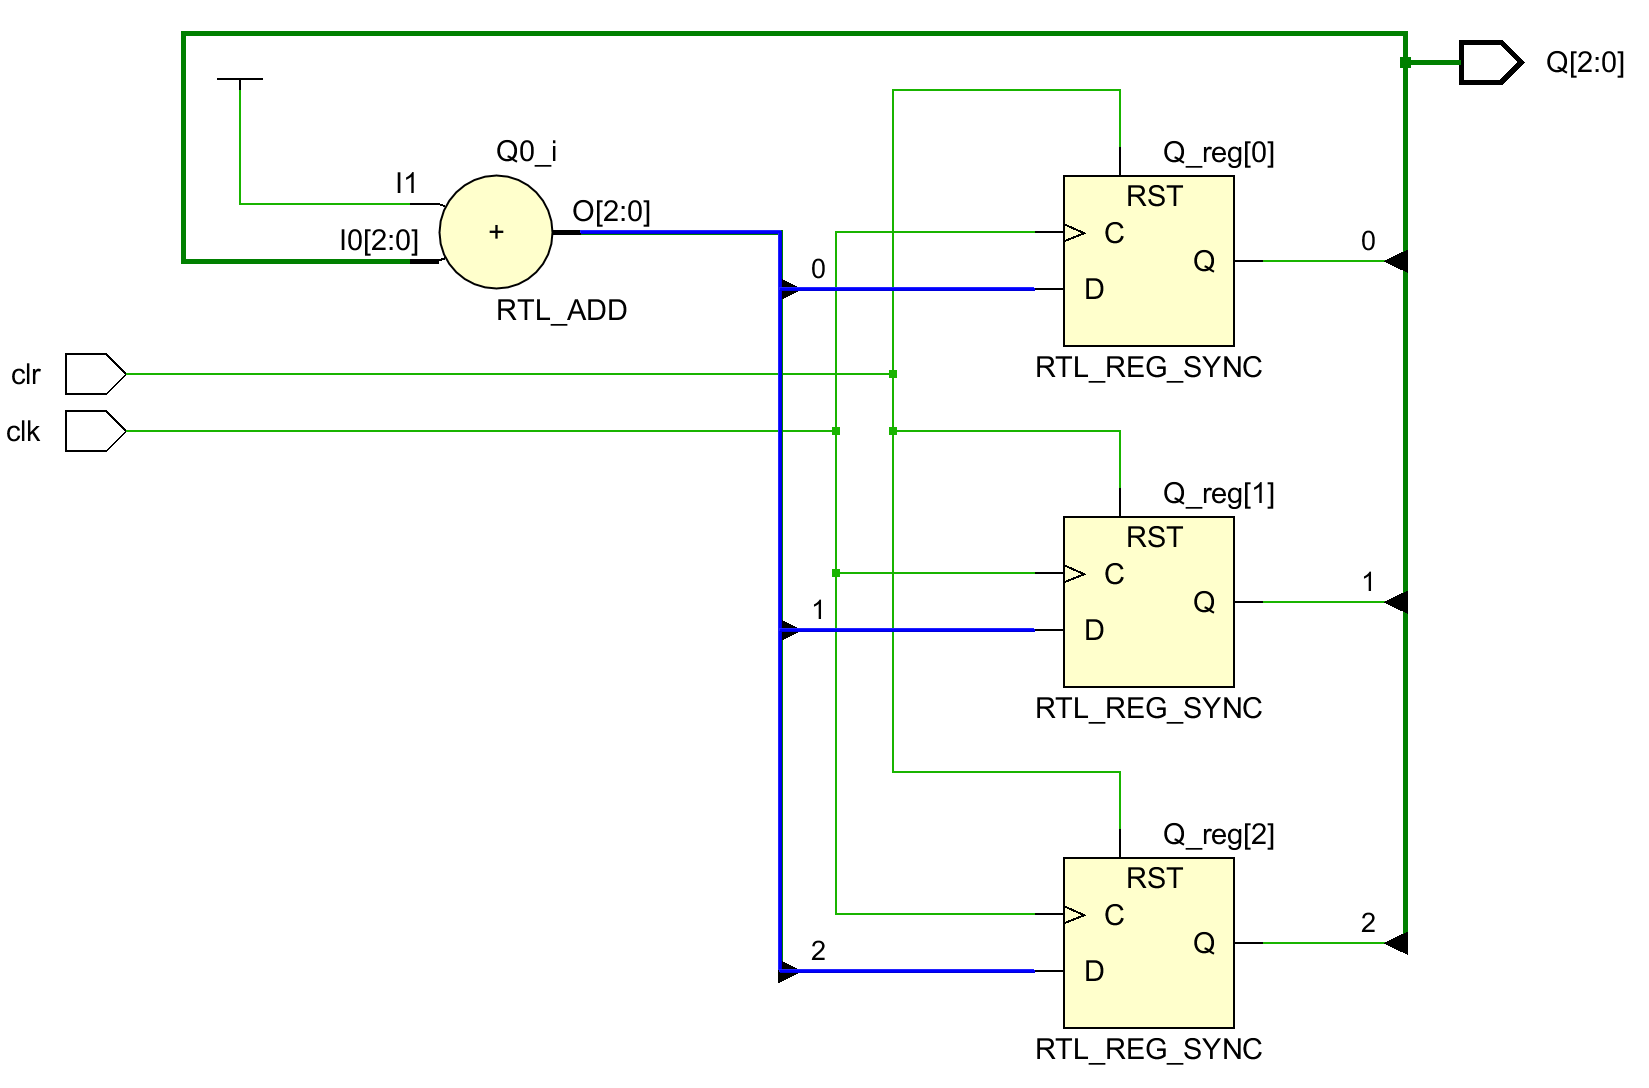 Q[2:0]
Q0_i
I1
I0[2:0]
+
O[2:0]
RTL_ADD
clr
clk
0
Q_reg[0]
RST
C
D
Q
0
RTL_REG_SYNC
1
Q_reg[1]
RST
C
D
Q
1
RTL_REG_SYNC
2
Q_reg[2]
RST
C
D
Q
2
RTL_REG_SYNC